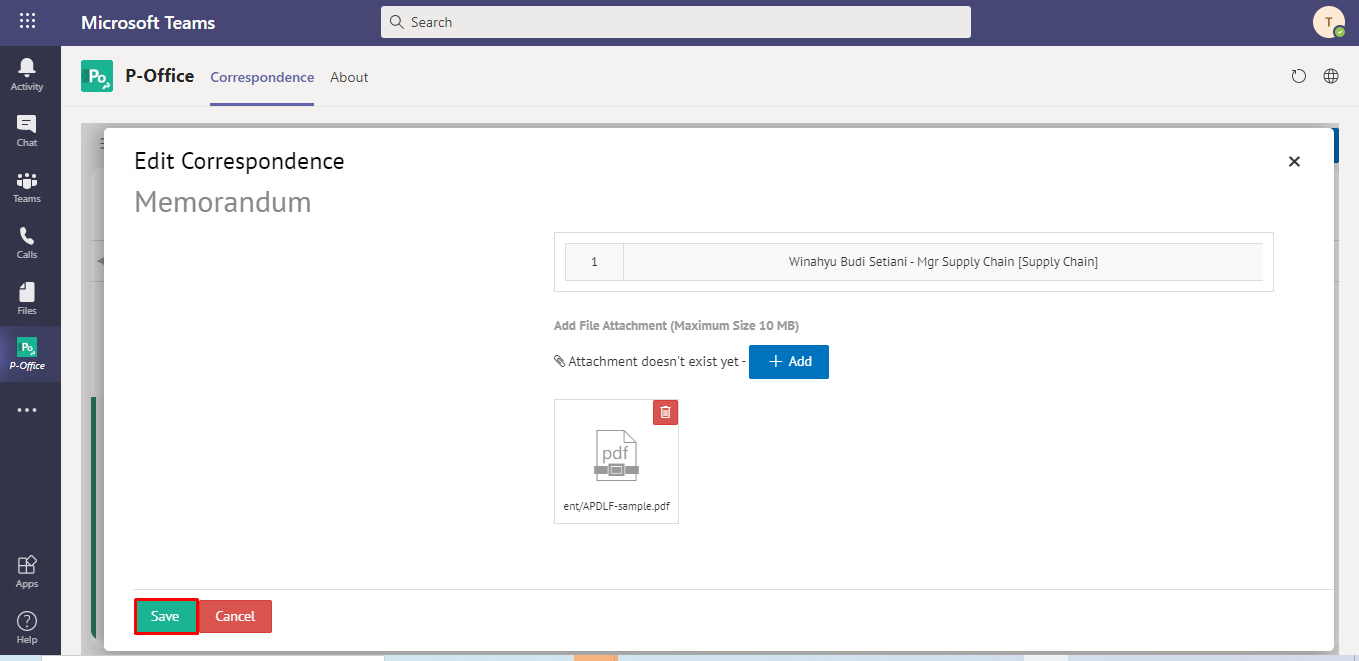 Microsoft Teams
Search
T
Activity
Chat
Teams
Calls
Files
Po
P-Office
Apps
Help
Po
P-Office
Correspondence
About
Edit Correspondence
Memorandum
1
Winahyu Budi Setiani - Mgr Supply Chain [Supply Chain]
Add File Attachment (Maximum Size 10 MB)
Attachment doesn't exist yet -
+ Add
pdf
ent/APDLF-sample.pdf
Save
Cancel